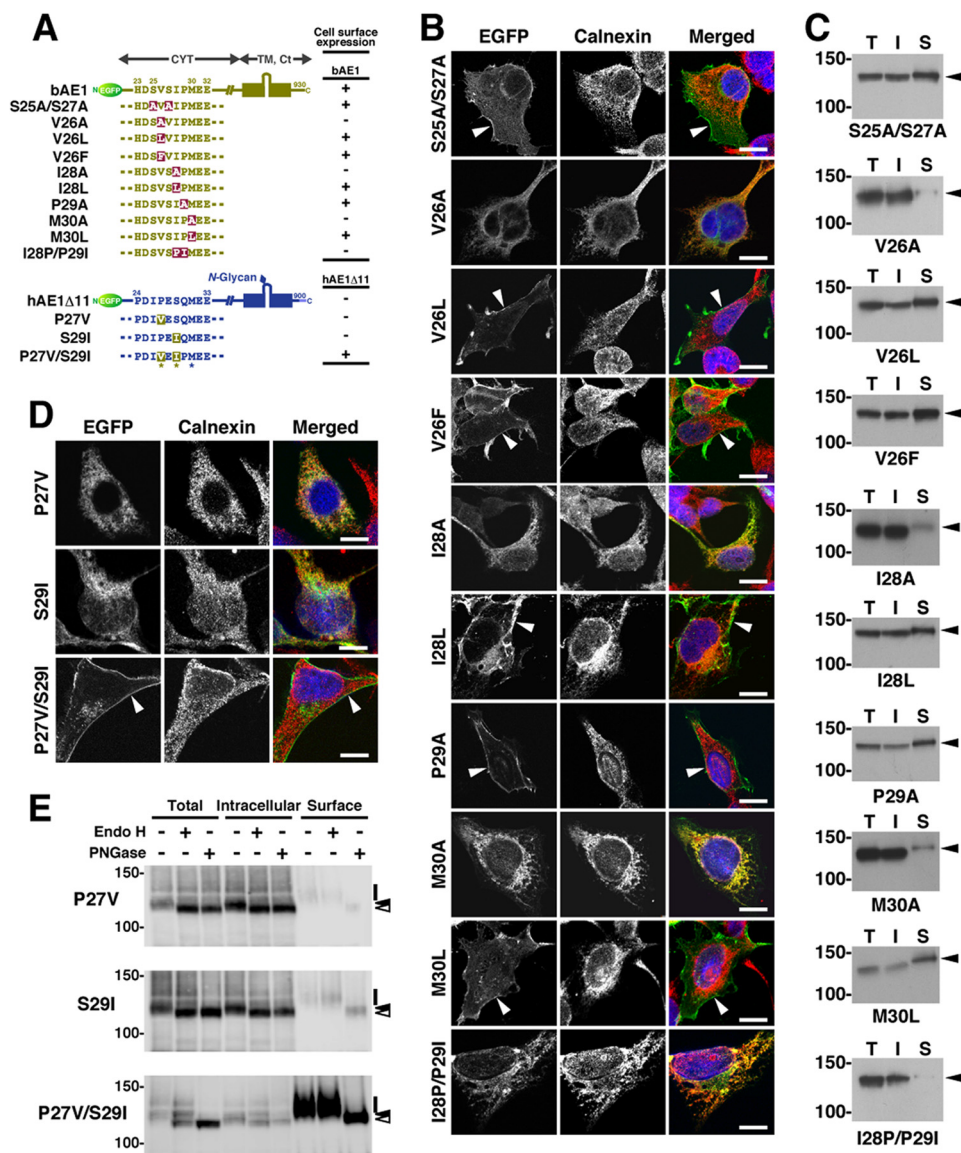 A
Cell surface expression
CYT
TM, Ct
bAE1
23 25 30 32 930
bAE1 N EGFP --HDSVSIPMEE-- C +
S25A/S27A --HDAVAIPMEE-- +
V26A --HDSASIPMEE-- -
V26L --HDSLSIPMEE-- +
V26F +
I28A --HDSVSAPMEE-- -
I28L --HDSVSLPMEE-- +
P29A --HDSVSIAMEE-- +
M30A --HDSVSIPAEE-- -
M30L --HDSVSIPLEE-- +
I28P/P29I --HDSVSPIMEE-- -
N-Glycan
hAE1Δ11
24 33 900
hAE1Δ11 N EGFP --PDIPESQMEE-- C -
P27V --PDIVESQMEE-- -
S29I --PDIPEIQMEE-- -
P27V/S29I +
* * *
B
EGFP Calnexin Merged
S25A/S27A
V26A
V26L
V26F
I28A
I28L
P29A
M30A
M30L
I28P/P29I
C
T I S
150-
100-
S25A/S27A
T I S
150-
100-
V26A
T I S
150-
100-
V26L
T I S
150-
100-
V26F
T I S
150-
100-
I28A
T I S
150-
100-
I28L
T I S
150-
100-
P29A
T I S
150-
100-
M30A
T I S
150-
100-
M30L
T I S
150-
100-
I28P/P29I
D
EGFP Calnexin Merged
P27V
S29I
P27V/S29I
E
Total Intracellular Surface
Endo H - + - - + - - + -
PNGase - - + - - + - - +
150-
P27V
100-
150-
S29I
100-
150-
P27V/S29I
100-